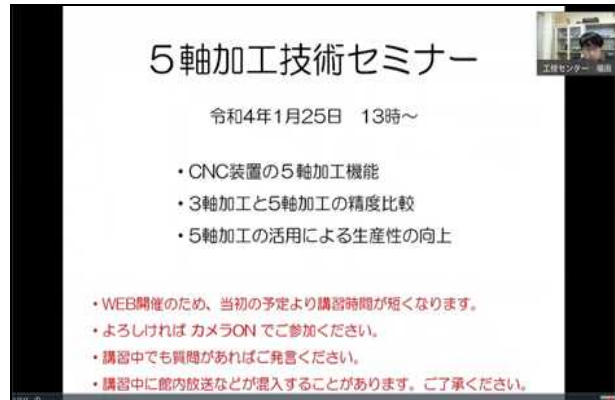 5軸加工技術セミナー
令和4年1月25日 13時～
・CNC装置の5軸加工機能
・3軸加工と5軸加工の精度比較
・5軸加工の活用による生産性の向上
・WEB開催のため、当初の予定より講習時間が短くなります。
・よろしければ カメラON でご参加ください。
・講習中でも質問があればご発言ください。
・講習中に館内放送などが混入することがあります。ご了承ください。
工技センター